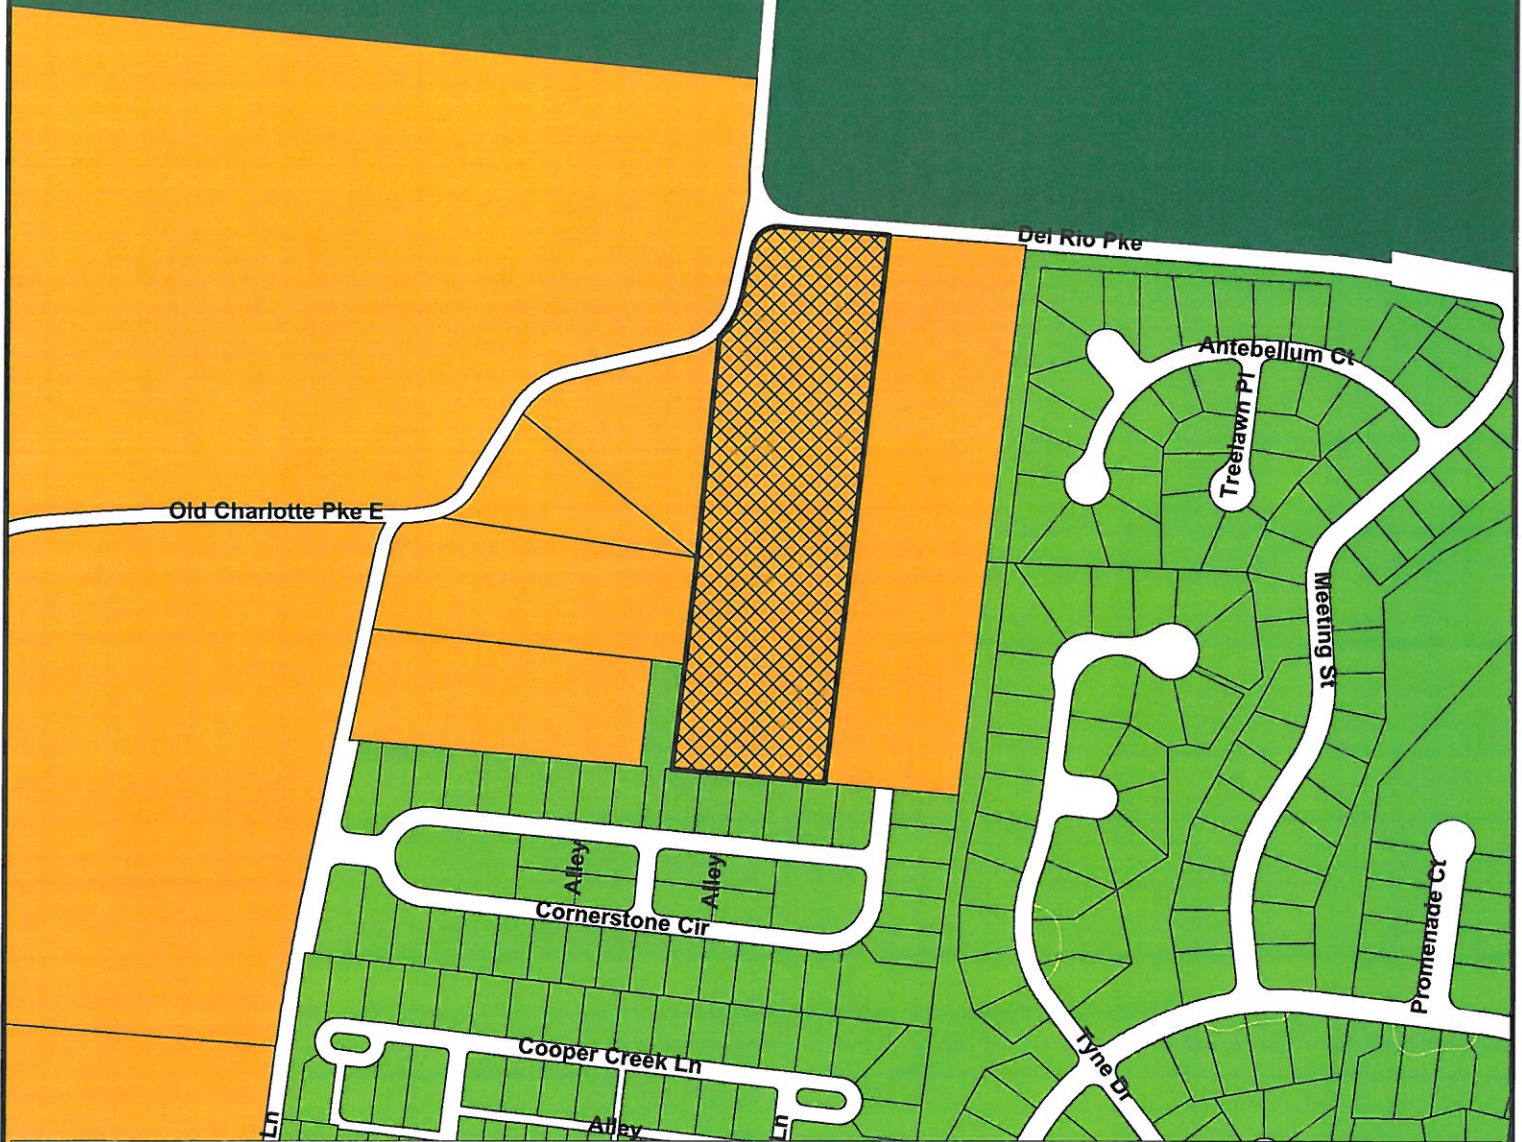 Del Rio Pke
Antebellum Ct
Treelawn Pl
Old Charlotte Pke E
Meeting St
Alley
Alley
Cornerstone Cir
Promenade Ct
Cooper Creek Ln
Tyne Dr
Ln
Alley
Ln